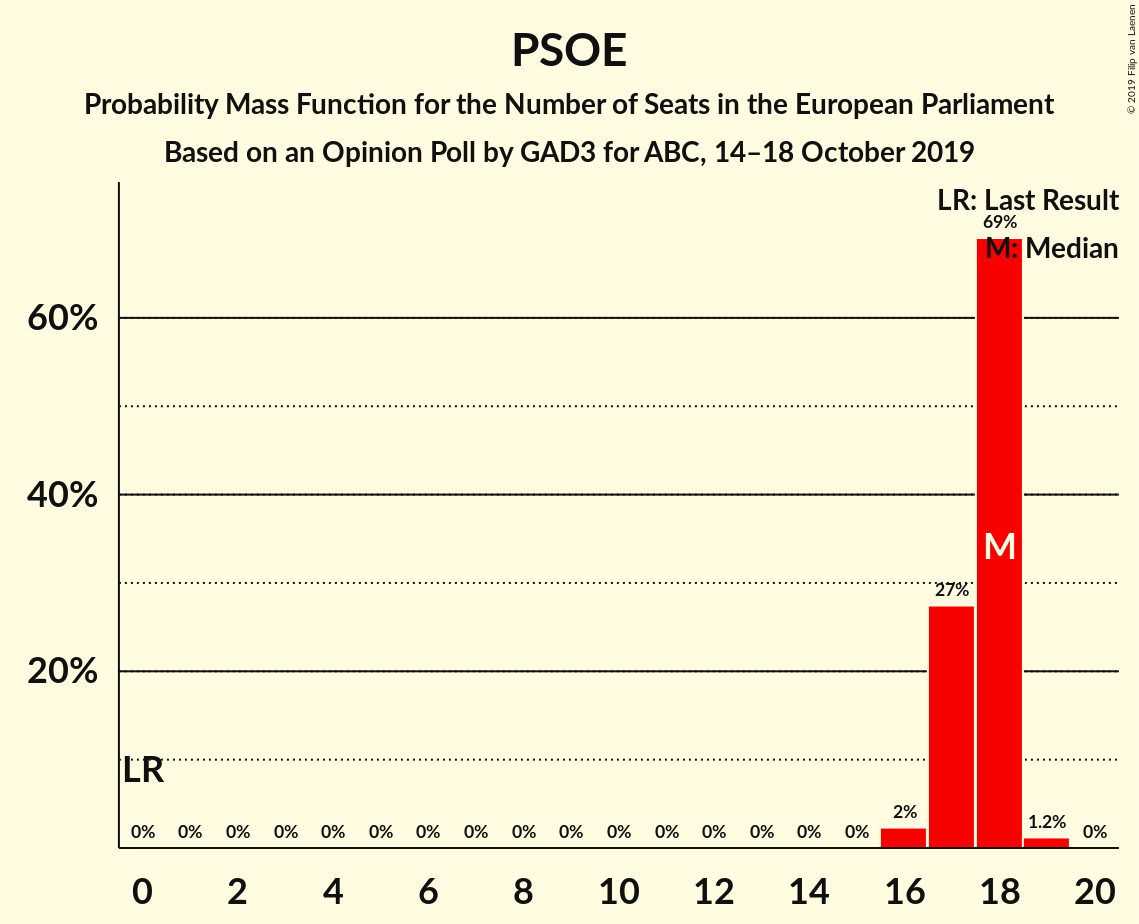 PSOE
Probability Mass Function for the Number of Seats in the European Parliament
Based on an Opinion Poll by GAD3 for ABC, 14–18 October 2019
© 2019 Filip van Laenen
LR: Last Result
69%
M: Median
60%
40%
M
27%
20%
LR
2%
1.2%
0% 0% 0% 0% 0% 0% 0% 0% 0% 0% 0% 0% 0% 0% 0% 0% 0%
0 2 4 6 8 10 12 14 16 18 20